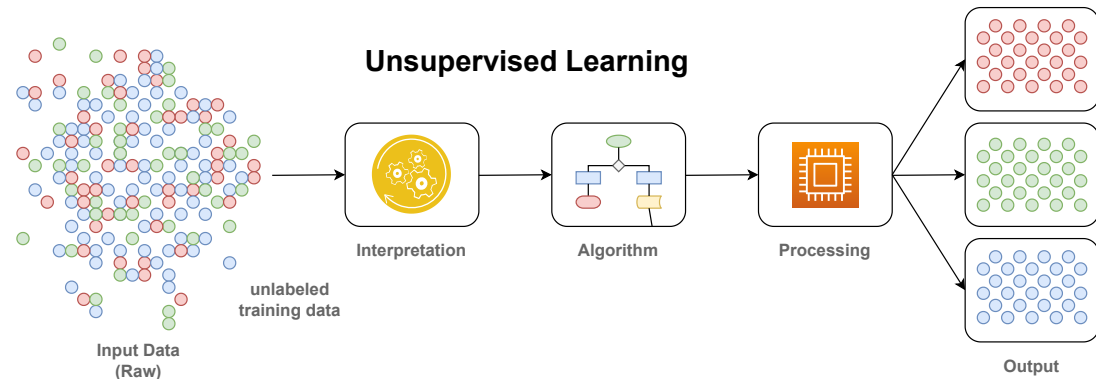 Unsupervised Learning
Interpretation
Algorithm
Processing
unlabeled
training data
Input Data
(Raw)
Output